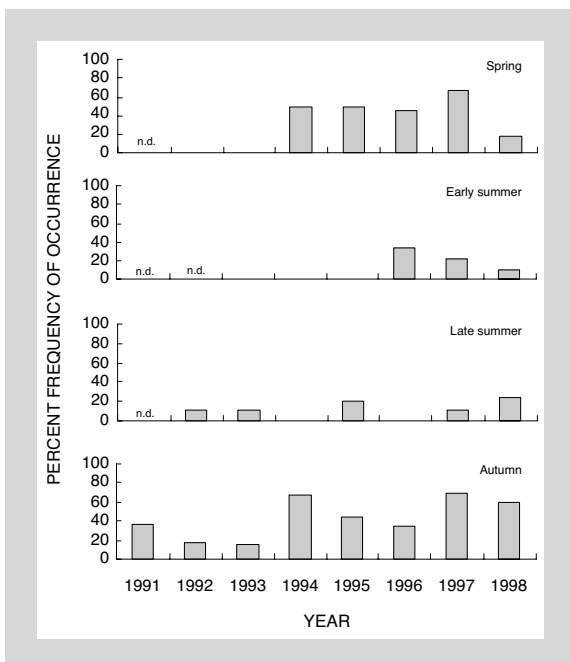 PERCENT FREQUENCY OF OCCURRENCE
100
80
60
40
20
0
Spring
n.d.
100
80
60
40
20
0
Early summer
n.d. n.d.
100
80
60
40
20
0
Late summer
n.d.
100
80
60
40
20
0
Autumn
1991 1992 1993 1994 1995 1996 1997 1998
YEAR